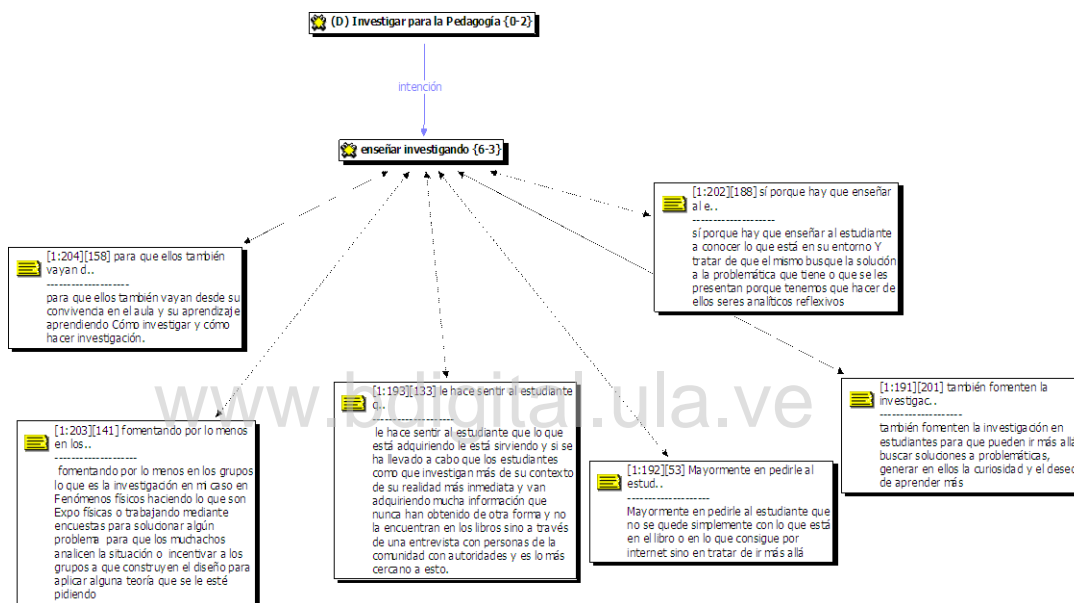 (D) Investigar para la Pedagogía {0-2}
intención
enseñar investigando {6-3}
[1:202][188] sí porque hay que enseñar
al e..
--------------------
sí porque hay que enseñar al estudiante
a conocer lo que está en su entorno Y
tratar de que el mismo busque la solución
a la problemática que tiene o que se les
presentan porque tenemos que hacer de
ellos seres analíticos reflexivos
[1:204][158] para que ellos también
vayan d..
--------------------
para que ellos también vayan desde su
convivencia en el aula y su aprendizaje
aprendiendo Cómo investigar y cómo
hacer investigación.
[1:193][133] le hace sentir al estudiante
q..
--------------------
le hace sentir al estudiante que lo que
está adquiriendo le está sirviendo y si se
ha llevado a cabo que los estudiantes
como que investigan más de su contexto
de su realidad más inmediata y van
adquiriendo mucha información que
nunca han obtenido de otra forma y no
la encuentran en los libros sino a través
de una entrevista con personas de la
comunidad con autoridades y es lo más
cercano a esto.
[1:191][201] también fomenten la
investigac..
--------------------
también fomenten la investigación en
estudiantes para que pueden ir más allá
buscar soluciones a problemáticas,
generar en ellos la curiosidad y el deseo
de aprender más
[1:203][141] fomentando por lo menos
en los..
--------------------
fomentando por lo menos en los grupos
lo que es la investigación en mi caso en
Fenómenos físicos haciendo lo que son
Expo físicas o trabajando mediante
encuestas para solucionar algún
problema para que los muchachos
analicen la situación o incentivar a los
grupos a que construyen el diseño para
aplicar alguna teoría que se le esté
pidiendo
[1:192][53] Mayormente en pedirle al
estud..
--------------------
Mayormente en pedirle al estudiante que
no se quede simplemente con lo que está
en el libro o en lo que consigue por
internet sino en tratar de ir más allá
www.bdigital.ula.ve